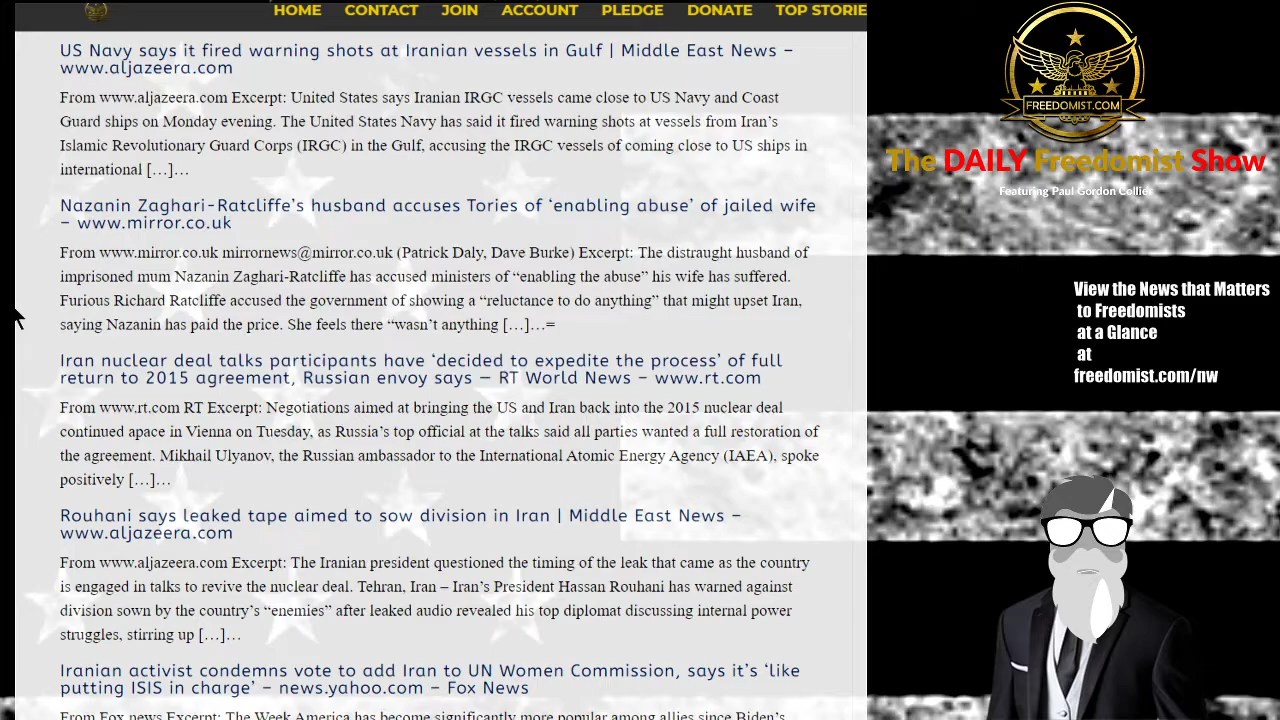 HOME CONTACT JOIN ACCOUNT PLEDGE DONATE TOP STORIE
US Navy says it fired warning shots at Iranian vessels in Gulf | Middle East News –
www.aljazeera.com
From www.aljazeera.com Excerpt: United States says Iranian IRGC vessels came close to US Navy and Coast
Guard ships on Monday evening. The United States Navy has said it fired warning shots at vessels from Iran’s
Islamic Revolutionary Guard Corps (IRGC) in the Gulf, accusing the IRGC vessels of coming close to US ships in
international […]…
Nazanin Zaghari-Ratcliffe’s husband accuses Tories of ‘enabling abuse’ of jailed wife
– www.mirror.co.uk
From www.mirror.co.uk mirrornews@mirror.co.uk (Patrick Daly, Dave Burke) Excerpt: The distraught husband of
imprisoned mum Nazanin Zaghari-Ratcliffe has accused ministers of “enabling the abuse” his wife has suffered.
Furious Richard Ratcliffe accused the government of showing a “reluctance to do anything” that might upset Iran,
saying Nazanin has paid the price. She feels there “wasn’t anything […]…=
Iran nuclear deal talks participants have ‘decided to expedite the process’ of full
return to 2015 agreement, Russian envoy says — RT World News – www.rt.com
From www.rt.com RT Excerpt: Negotiations aimed at bringing the US and Iran back into the 2015 nuclear deal
continued apace in Vienna on Tuesday, as Russia’s top official at the talks said all parties wanted a full restoration of
the agreement. Mikhail Ulyanov, the Russian ambassador to the International Atomic Energy Agency (IAEA), spoke
positively […]…
Rouhani says leaked tape aimed to sow division in Iran | Middle East News –
www.aljazeera.com
From www.aljazeera.com Excerpt: The Iranian president questioned the timing of the leak that came as the country
is engaged in talks to revive the nuclear deal. Tehran, Iran – Iran’s President Hassan Rouhani has warned against
division sown by the country’s “enemies” after leaked audio revealed his top diplomat discussing internal power
struggles, stirring up […]…
Iranian activist condemns vote to add Iran to UN Women Commission, says it’s ‘like
putting ISIS in charge’ – news.yahoo.com – Fox News
From Fox news Excerpt: The Week America has become significantly more popular among allies since Biden’s
FREEDOMIST.COM
The DAILY Freedomist Show
Featuring Paul Gordon Collier
View the News that Matters
to Freedomists
at a Glance
at
freedomist.com/nw